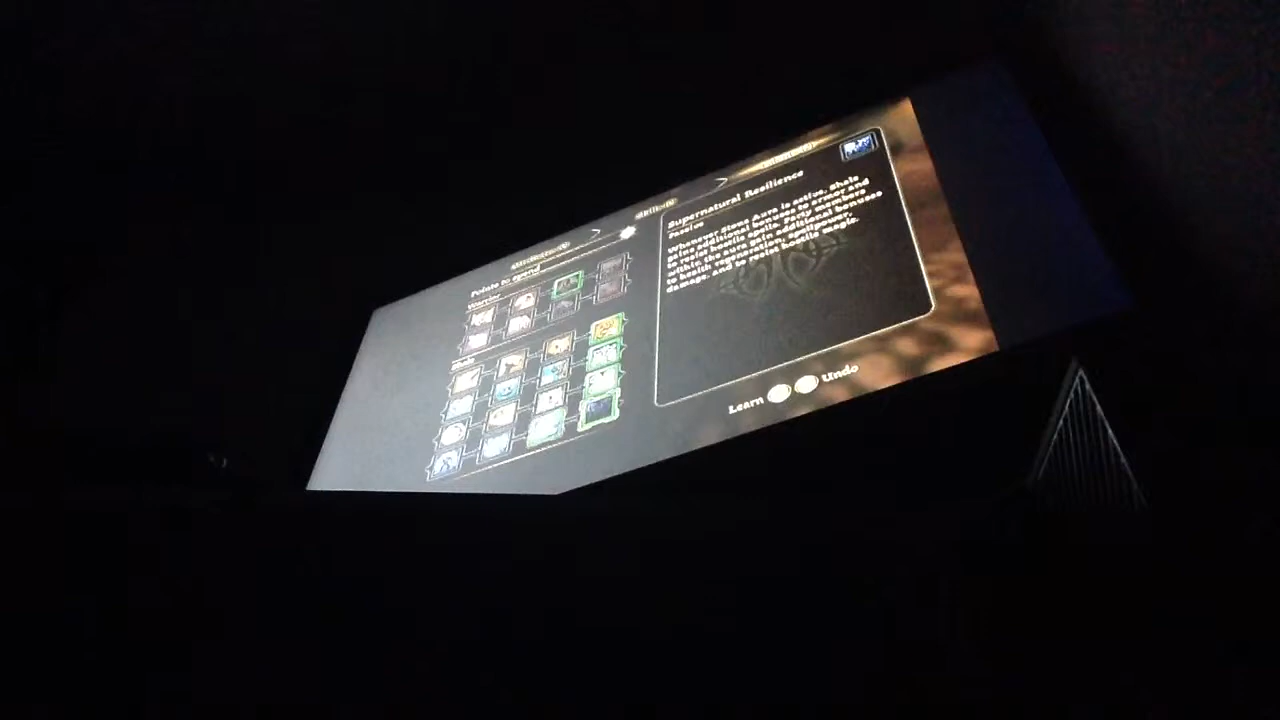 Points to spend
Warrior
Shale
Supernatural Resilience
Passive
Whenever Stone Aura is active, Shale
gains additional bonuses to armor and
to resist hostile spells. Party members
within the aura gain additional bonuses
to health regeneration, spellpower,
damage, and to resist hostile magic.
Learn Undo